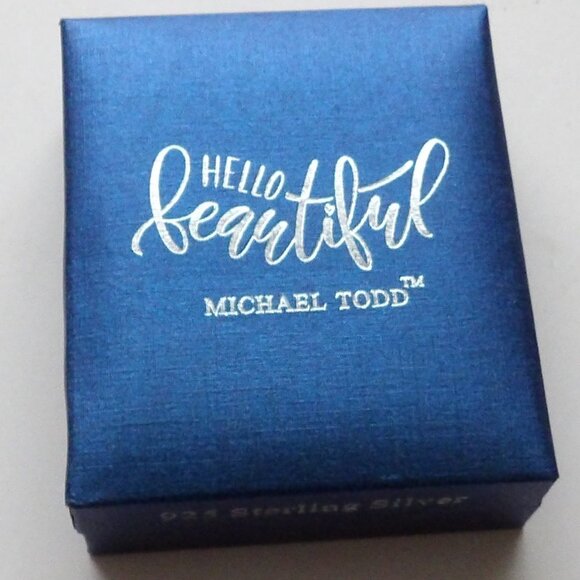 HELLO
beautiful
MICHAEL TODD™
925 Sterling Silver